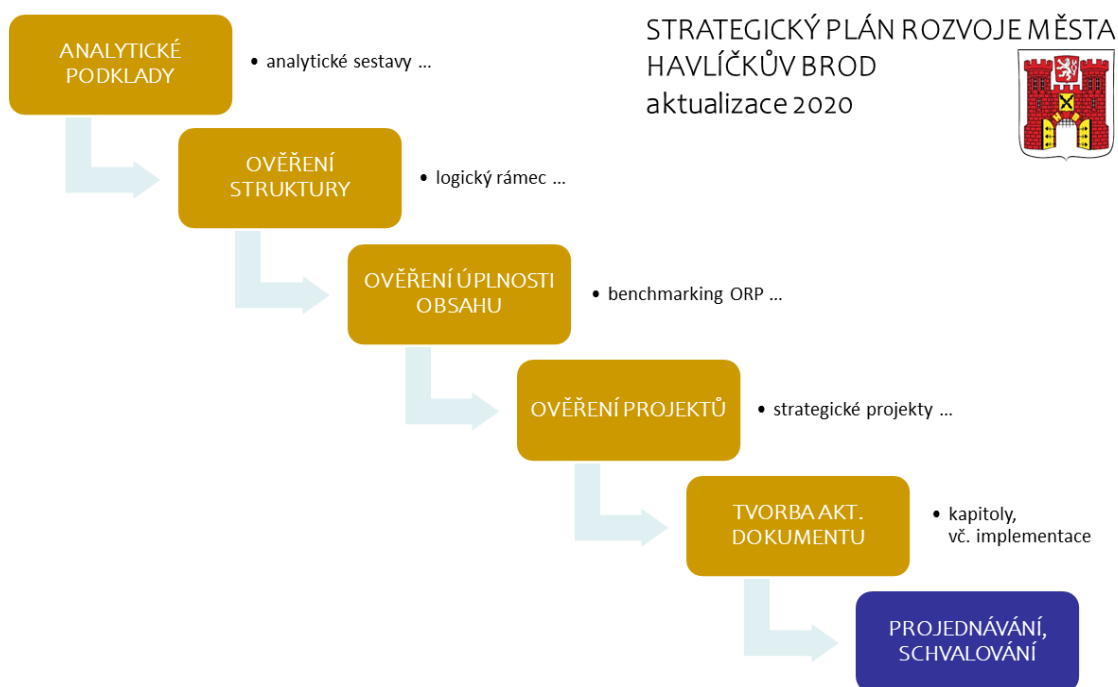 STRATEGICKÝ PLÁN ROZVOJE MĚSTA
HAVLÍČKŮV BROD
aktualizace 2020
ANALYTICKÉ
PODKLADY
• analytické sestavy ...
OVĚŘENÍ
STRUKTURY
• logický rámec ...
OVĚŘENÍ ÚPLNOSTI
OBSAHU
• benchmarking ORP ...
OVĚŘENÍ PROJEKTŮ
• strategické projekty ...
TVORBA AKT.
DOKUMENTU
• kapitoly,
vč. implementace
PROJEDNÁVÁNÍ,
SCHVALOVÁNÍ